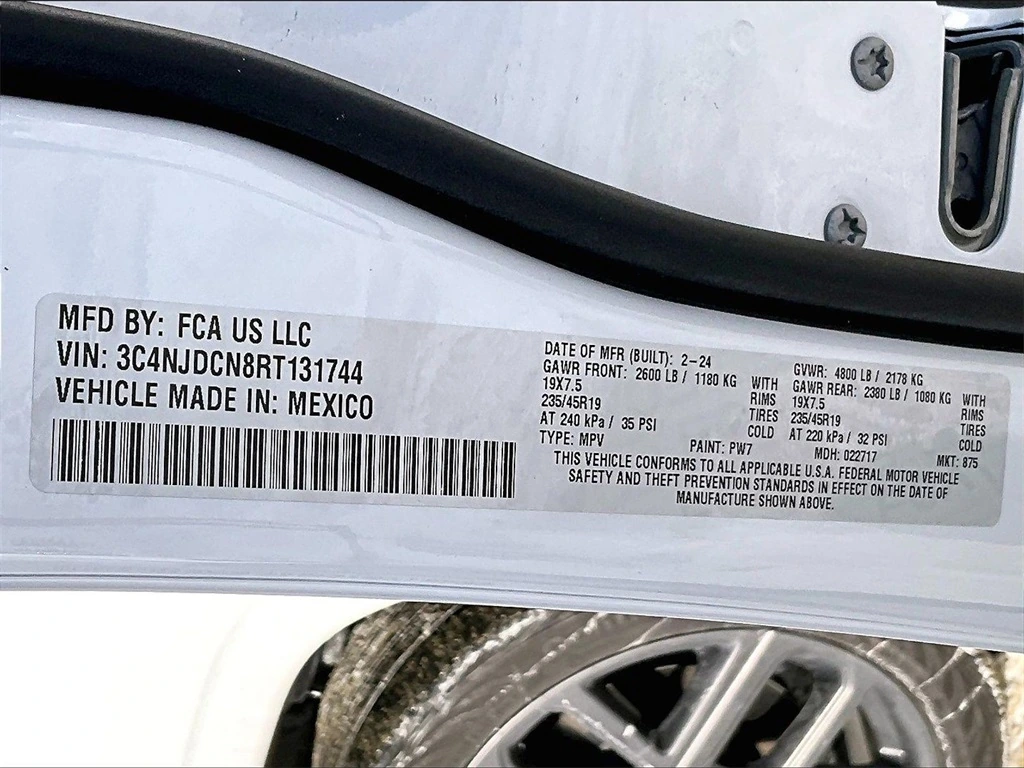 MFD BY: FCA US LLC
VIN: 3C4NJDCN8RT131744
VEHICLE MADE IN: MEXICO
DATE OF MFR (BUILT): 2-24 GVWR: 4800 LB / 2178 KG
GAWR FRONT: 2600 LB / 1180 KG WITH GAWR REAR: 2380 LB / 1080 KG WITH
19X7.5 RIMS 19X7.5 RIMS
235/45R19 TIRES 235/45R19 TIRES
AT 240 kPa / 35 PSI COLD AT 220 kPa / 32 PSI COLD
TYPE: MPV PAINT: PW7 MDH: 022717 MKT: 875
THIS VEHICLE CONFORMS TO ALL APPLICABLE U.S.A. FEDERAL MOTOR VEHICLE
SAFETY AND THEFT PREVENTION STANDARDS IN EFFECT ON THE DATE OF
MANUFACTURE SHOWN ABOVE.